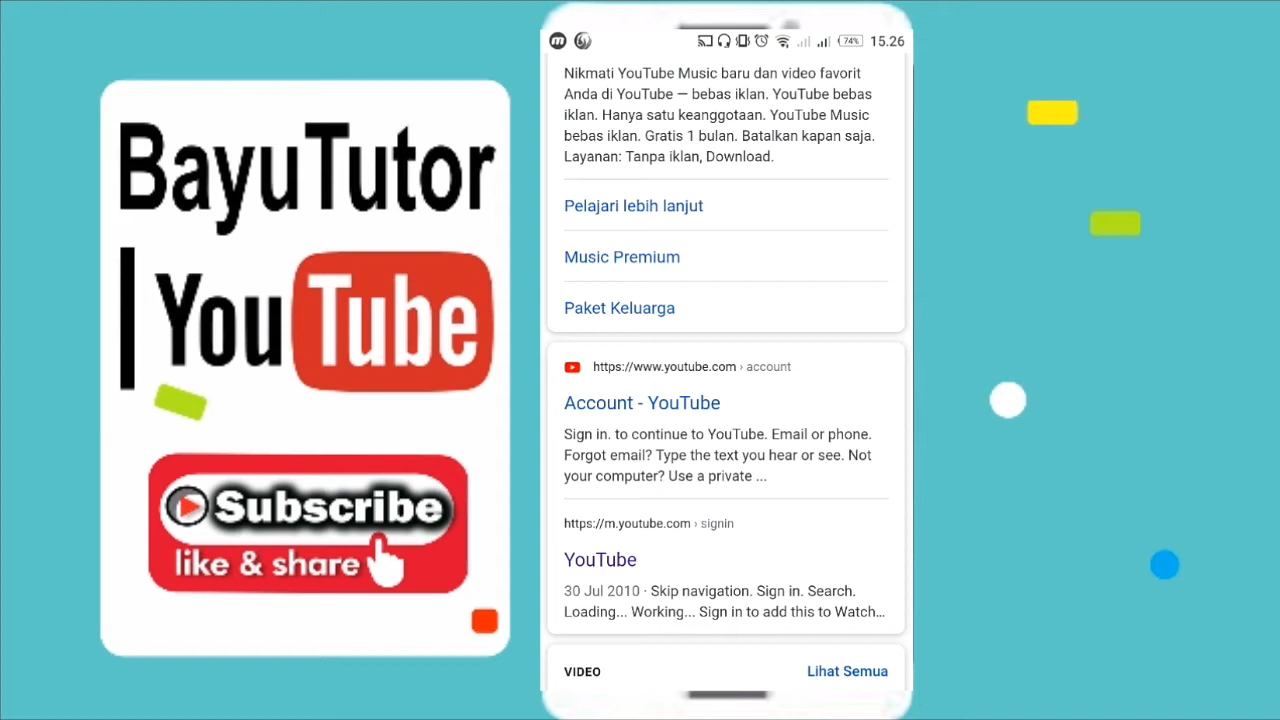 BayuTutor
| YouTube
Subscribe
like & share
74% 15.26
Nikmati YouTube Music baru dan video favorit
Anda di YouTube — bebas iklan. YouTube bebas
iklan. Hanya satu keanggotaan. YouTube Music
bebas iklan. Gratis 1 bulan. Batalkan kapan saja.
Layanan: Tanpa iklan, Download.
Pelajari lebih lanjut
Music Premium
Paket Keluarga
https://www.youtube.com › account
Account - YouTube
Sign in. to continue to YouTube. Email or phone.
Forgot email? Type the text you hear or see. Not
your computer? Use a private ...
https://m.youtube.com › signin
YouTube
30 Jul 2010 · Skip navigation. Sign in. Search.
Loading... Working... Sign in to add this to Watch...
VIDEO Lihat Semua